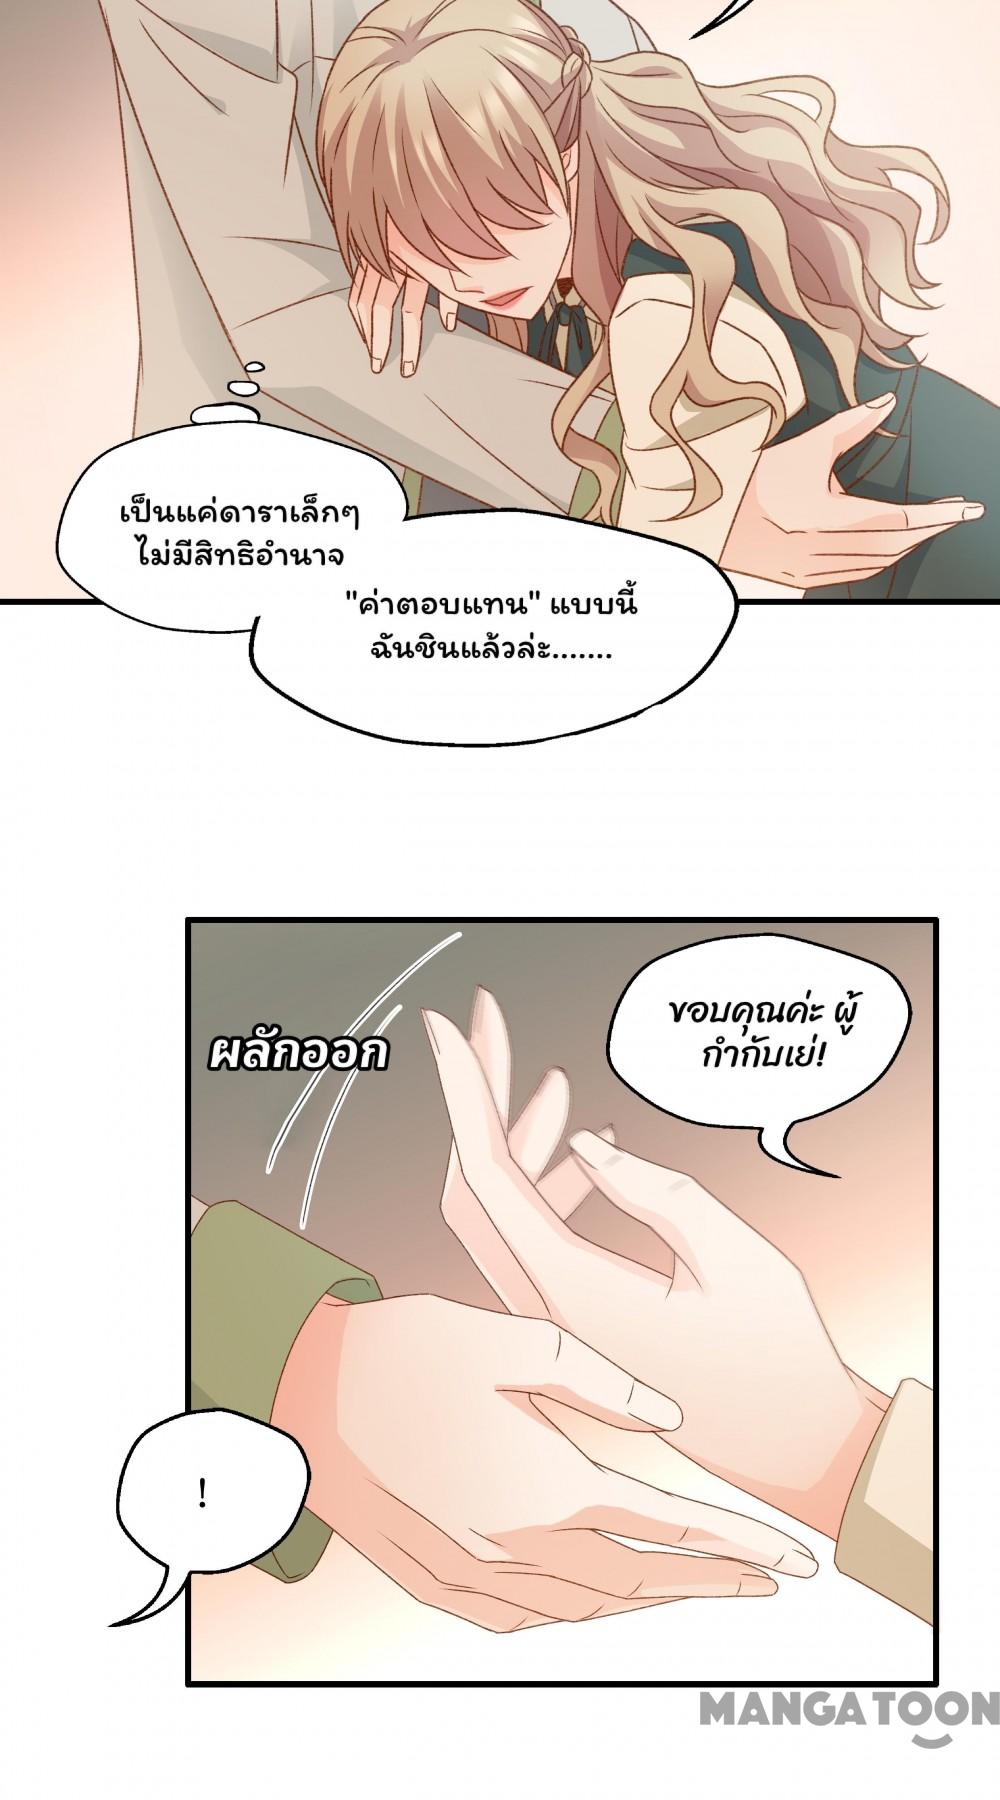 เป็นแค่ดาราเล็กๆ
ไม่มีสิทธิอำนาจ
"ค่าตอบแทน" แบบนี้
ฉันชินแล้วล่ะ.......
ขอบคุณค่ะ ผู้
กำกับเย่!
ผลักออก
!
MANGATOON